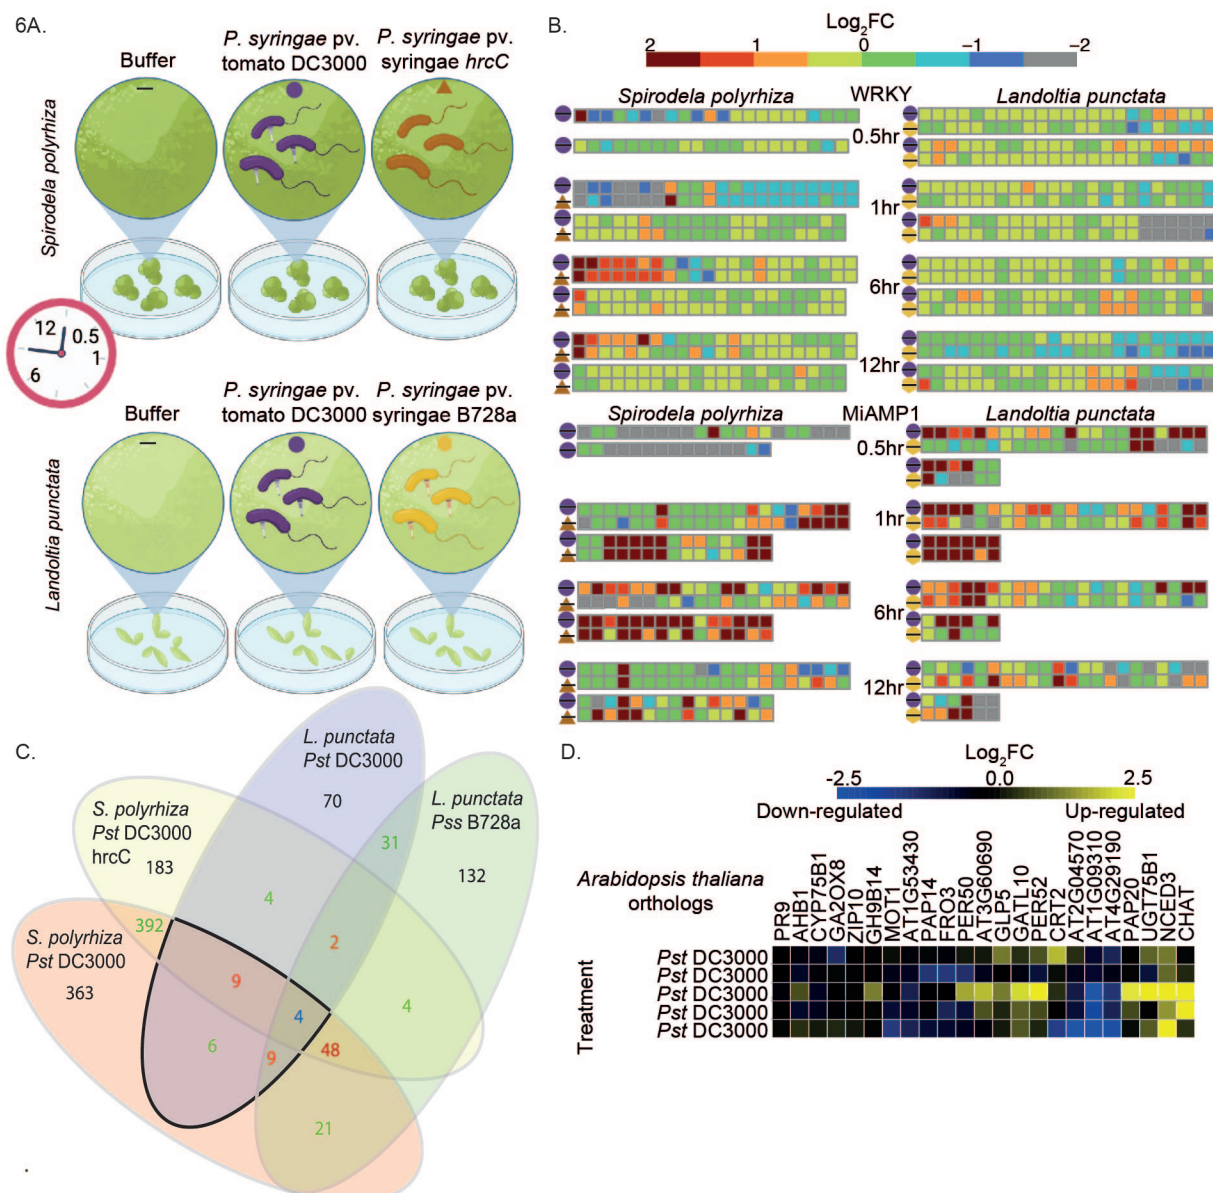 6A.
Buffer
P. syringae pv.
tomato DC3000
P. syringae pv.
syringae hrcC
Spirodela polyrhiza
12
0.5
1
6
Buffer
P. syringae pv.
tomato DC3000
P. syringae pv.
syringae B728a
Landoltia punctata
B.
Log2FC
2
1
0
-1
-2
Spirodela polyrhiza
WRKY
Landoltia punctata
0.5hr
1hr
6hr
12hr
Spirodela polyrhiza
MiAMP1
Landoltia punctata
0.5hr
1hr
6hr
12hr
C.
L. punctata
Pst DC3000
70
S. polyrhiza
Pst DC3000
hrcC
183
L. punctata
Pss B728a
132
S. polyrhiza
Pst DC3000
363
31
4
392
2
9
4
4
6
9
48
21
D.
Log2FC
-2.5
0.0
2.5
Down-regulated
Up-regulated
Arabidopsis thaliana
orthologs
PR9
AHB1
CYP75B1
GA2OX8
ZIP10
GH9B14
MOT1
AT1G53430
PAP14
FRO3
PER50
AT3G60690
GLP5
GATL10
PER52
CRT2
AT2G04570
AT1G09310
AT4G29190
PAP20
UGT75B1
NCED3
CHAT
Treatment
Pst DC3000
Pst DC3000
Pst DC3000
Pst DC3000
Pst DC3000